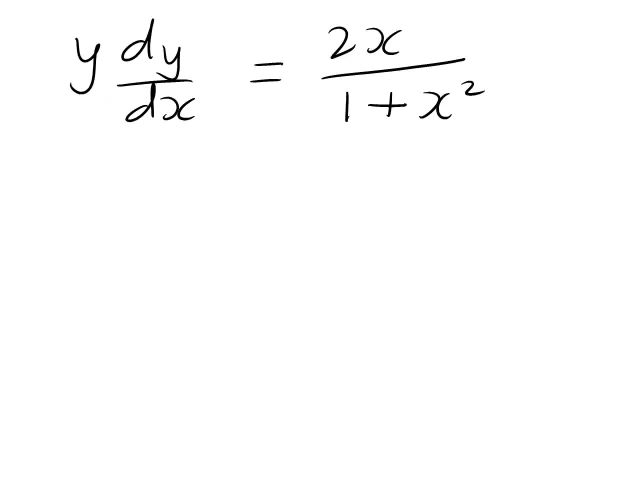 y dy/dx = 2x/(1 + x²)